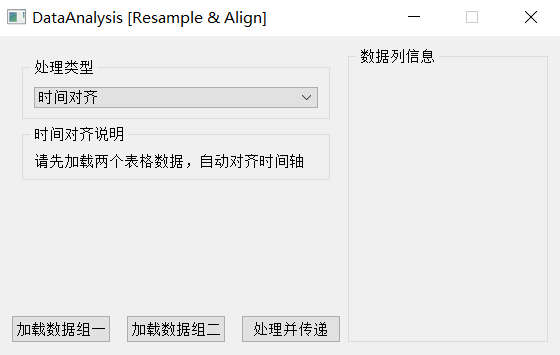 DataAnalysis [Resample & Align]
处理类型
时间对齐
时间对齐说明
请先加载两个表格数据，自动对齐时间轴
数据列信息
加载数据组一
加载数据组二
处理并传递